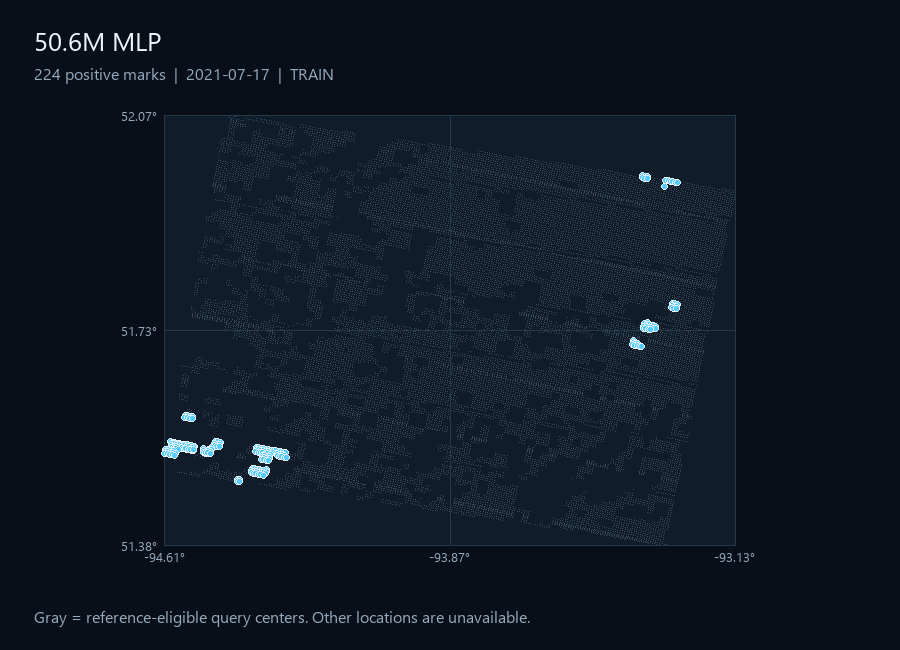 50.6M MLP
224 positive marks | 2021-07-17 | TRAIN
52.07°
51.73°
51.38°
-94.61°
-93.87°
-93.13°
Gray = reference-eligible query centers. Other locations are unavailable.